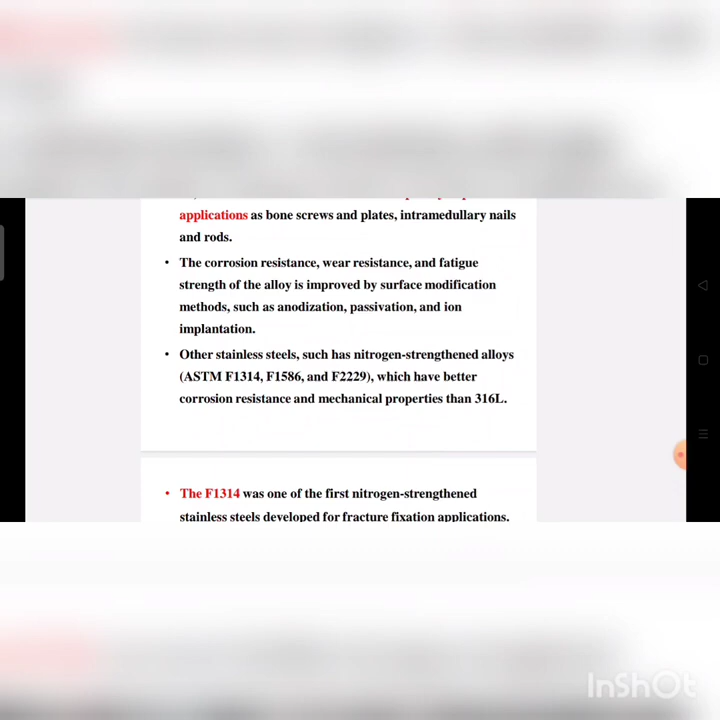 applications as bone screws and plates, intramedullary nails
and rods.
• The corrosion resistance, wear resistance, and fatigue
strength of the alloy is improved by surface modification
methods, such as anodization, passivation, and ion
implantation.
• Other stainless steels, such has nitrogen-strengthened alloys
(ASTM F1314, F1586, and F2229), which have better
corrosion resistance and mechanical properties than 316L.
• The F1314 was one of the first nitrogen-strengthened
stainless steels developed for fracture fixation applications.
InShOt